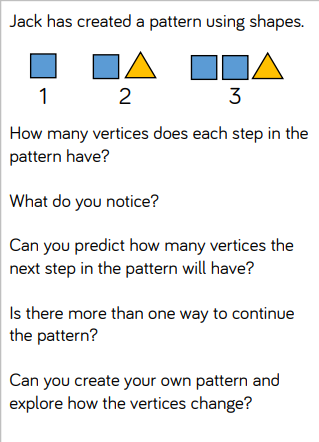 Jack has created a pattern using shapes.
1 2 3
How many vertices does each step in the
pattern have?
What do you notice?
Can you predict how many vertices the
next step in the pattern will have?
Is there more than one way to continue
the pattern?
Can you create your own pattern and
explore how the vertices change?